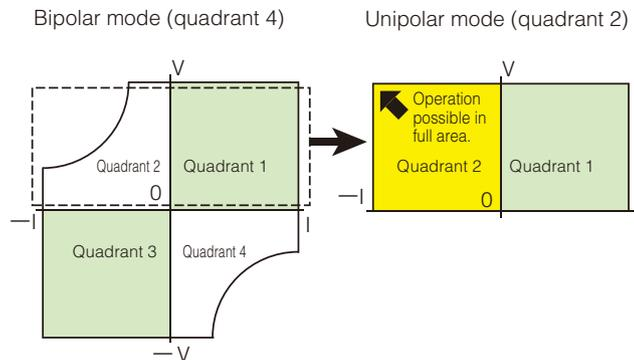 Bipolar mode (quadrant 4)
Unipolar mode (quadrant 2)
V
V
Operation
possible in
full area.
Quadrant 2
Quadrant 1
Quadrant 2
Quadrant 1
0
0
—I
I
—I
Quadrant 3
Quadrant 4
— V